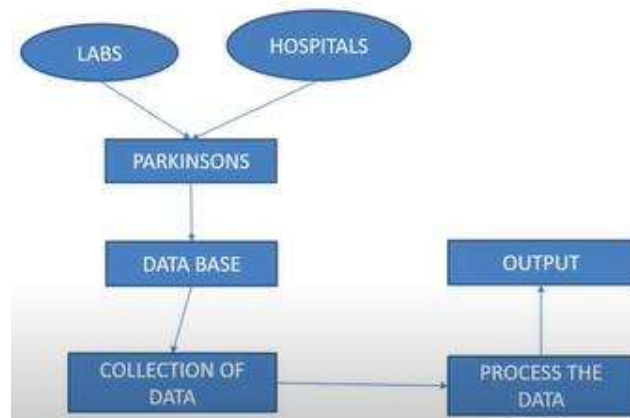 LABS
HOSPITALS
PARKINSONS
DATA BASE
OUTPUT
COLLECTION OF
DATA
PROCESS THE
DATA